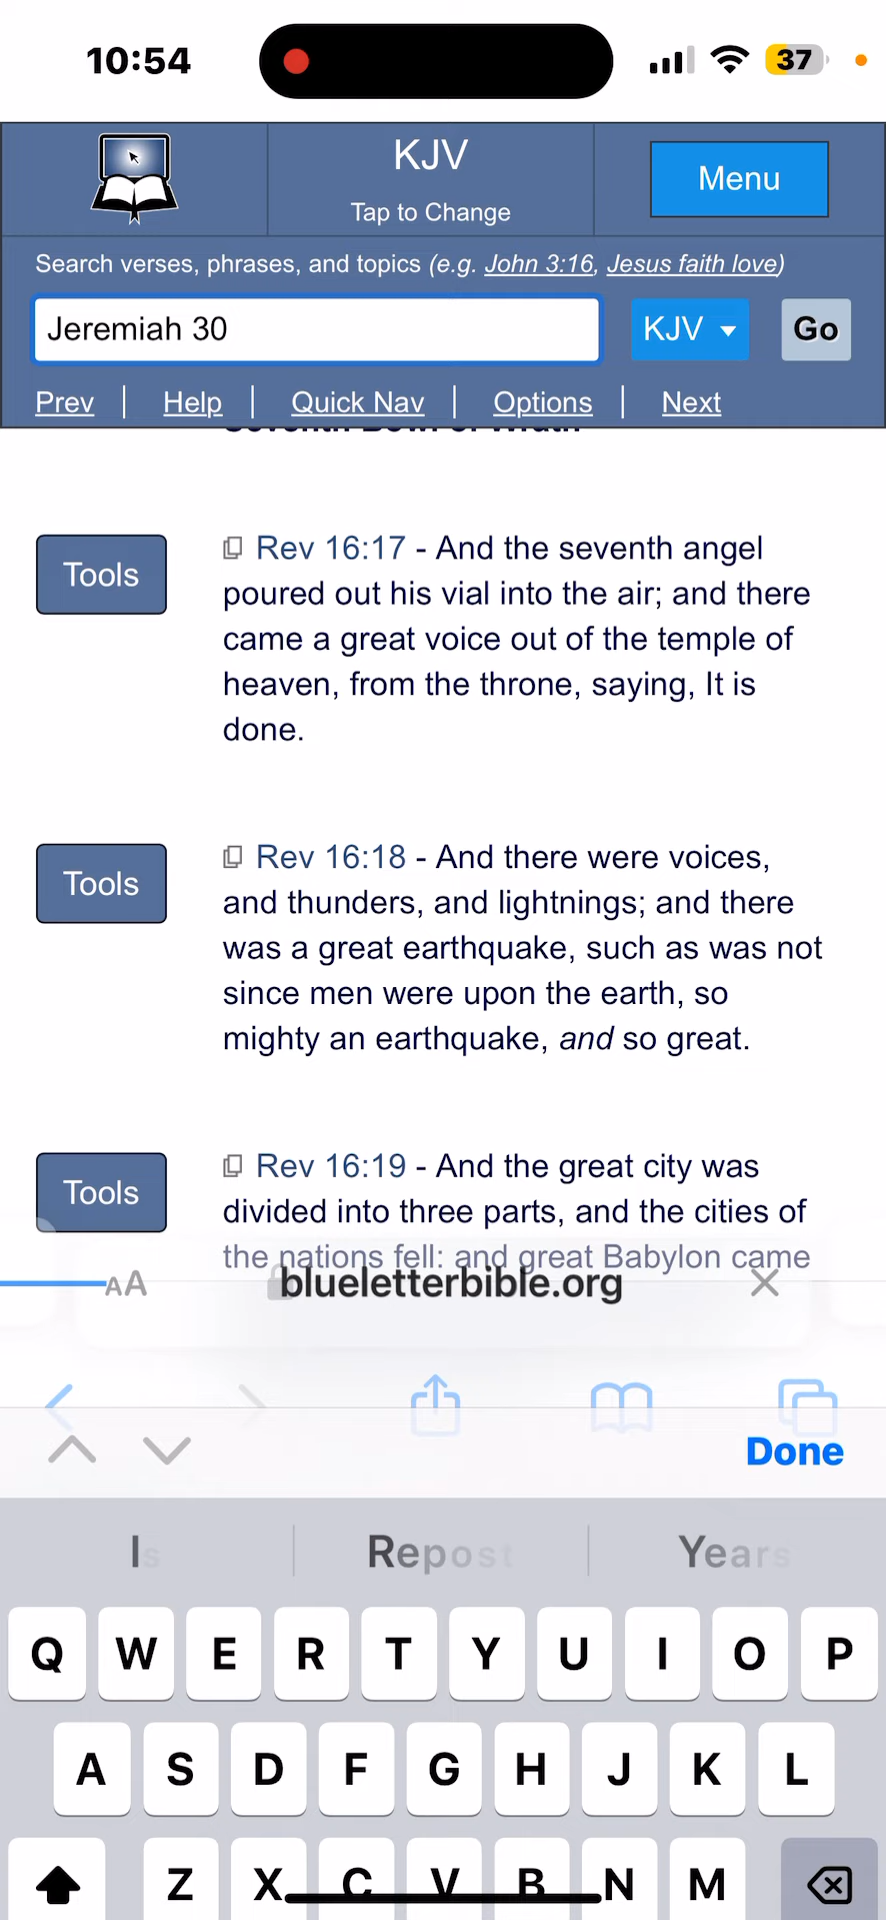 10:54
37
KJV
Tap to Change
Menu
Search verses, phrases, and topics (e.g. John 3:16, Jesus faith love)
Jeremiah 30
KJV
Go
Prev | Help | Quick Nav | Options | Next
Seventh Bowl of Wrath
Tools
Rev 16:17 - And the seventh angel
poured out his vial into the air; and there
came a great voice out of the temple of
heaven, from the throne, saying, It is
done.
Tools
Rev 16:18 - And there were voices,
and thunders, and lightnings; and there
was a great earthquake, such as was not
since men were upon the earth, so
mighty an earthquake, and so great.
Tools
Rev 16:19 - And the great city was
divided into three parts, and the cities of
the nations fell: and great Babylon came
AA
blueletterbible.org
Done
Is
Repost
Years
Q W E R T Y U I O P
A S D F G H J K L
Z X C V B N M